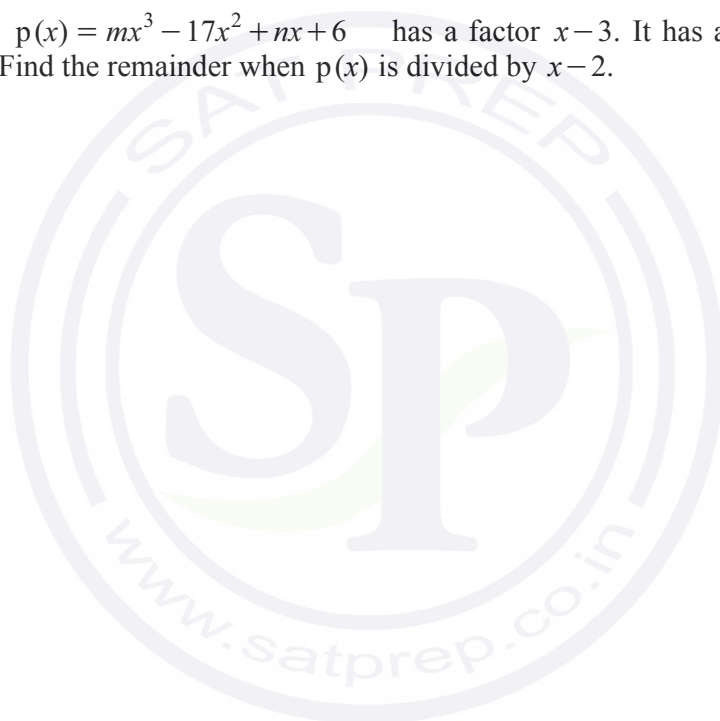 p(x) = mx³ − 17x² + nx + 6 has a factor x − 3. It has
Find the remainder when p(x) is divided by x − 2.
SATPREP
SP
www.satprep.co.in